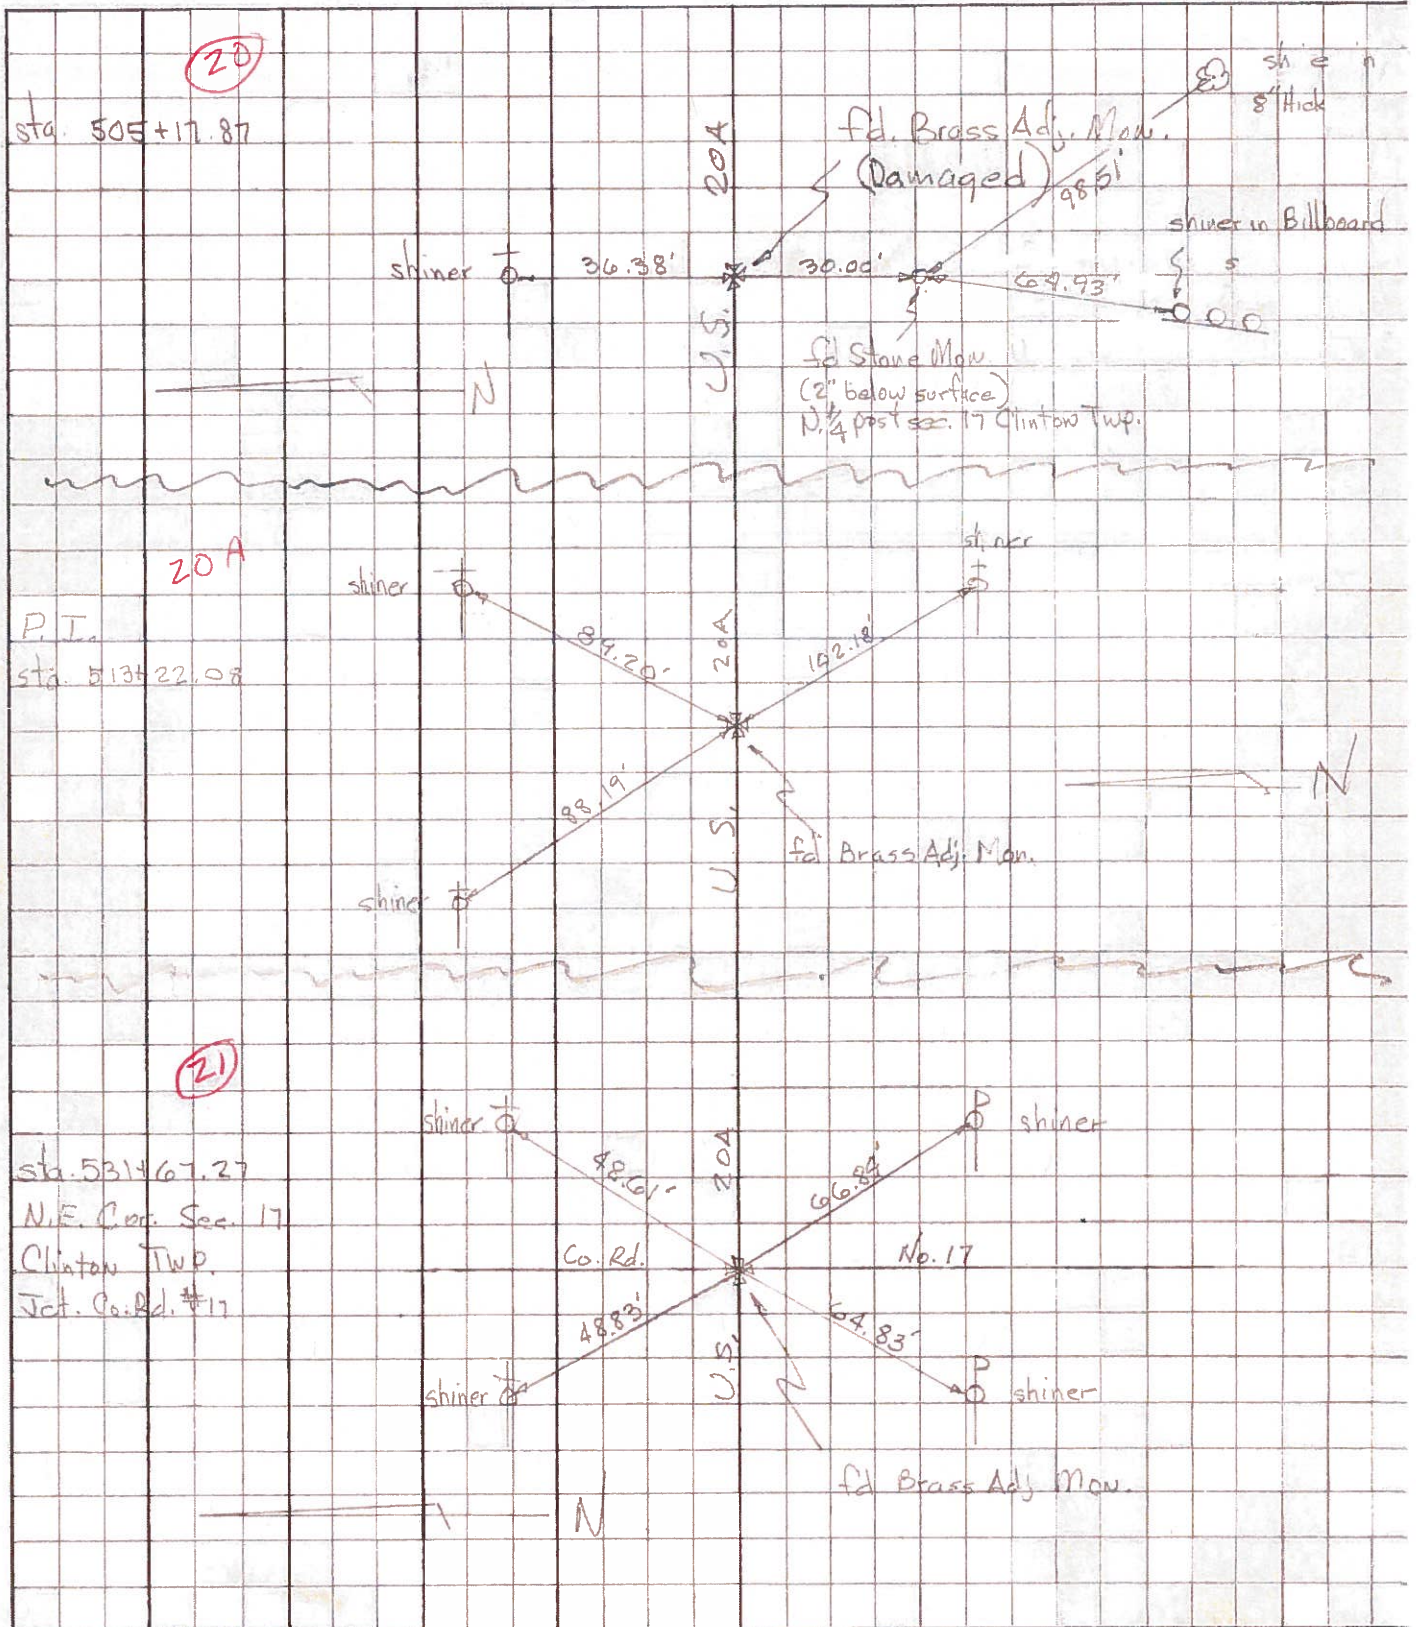 20
sta. 505+17.87
fd. Brass Adj. Mon.
(Damaged)
8" Hick
98.51'
shiner in Billboard
shiner
36.38'
30.00'
U.S. 20A
fd Stone Mon.
(2" below surface)
N. 1/4 post sec. 17 Clinton Twp.
N
20A
P.I.
sta. 513+22.08
shiner
shiner
84.20'
88.19'
U.S. 20A
fd Brass Adj. Mon.
shiner
N
21
sta. 531+67.27
N.E. Cor. Sec. 17
Clinton Twp.
Jct. Co. Rd. #17
shiner
shiner
48.61'
66.84'
Co. Rd. No. 17
48.83'
64.83'
U.S. 20A
shiner
shiner
fd Brass Adj Mon.
N